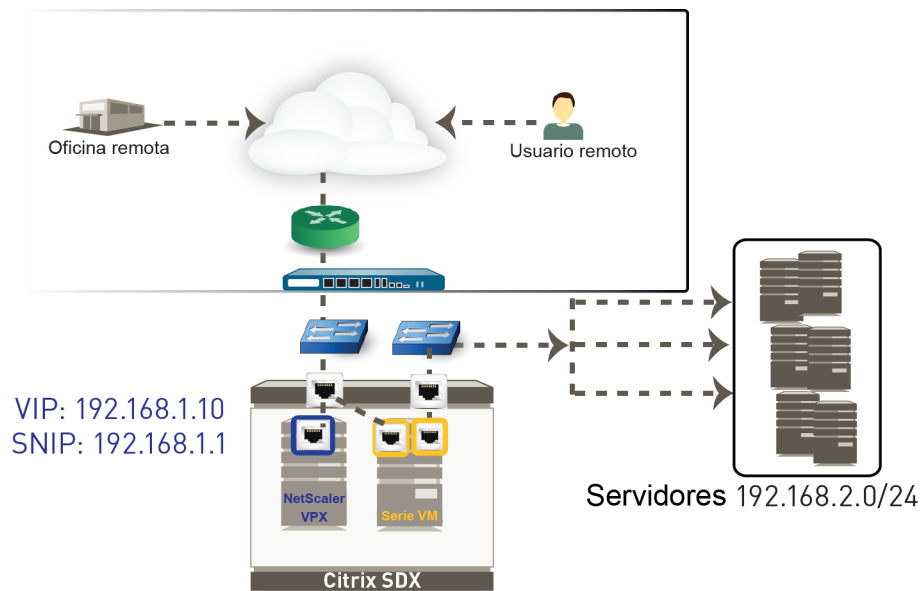 Oficina remota
Usuario remoto
VIP: 192.168.1.10
SNIP: 192.168.1.1
NetScaler
VPX
Serie VM
Servidores 192.168.2.0/24
Citrix SDX